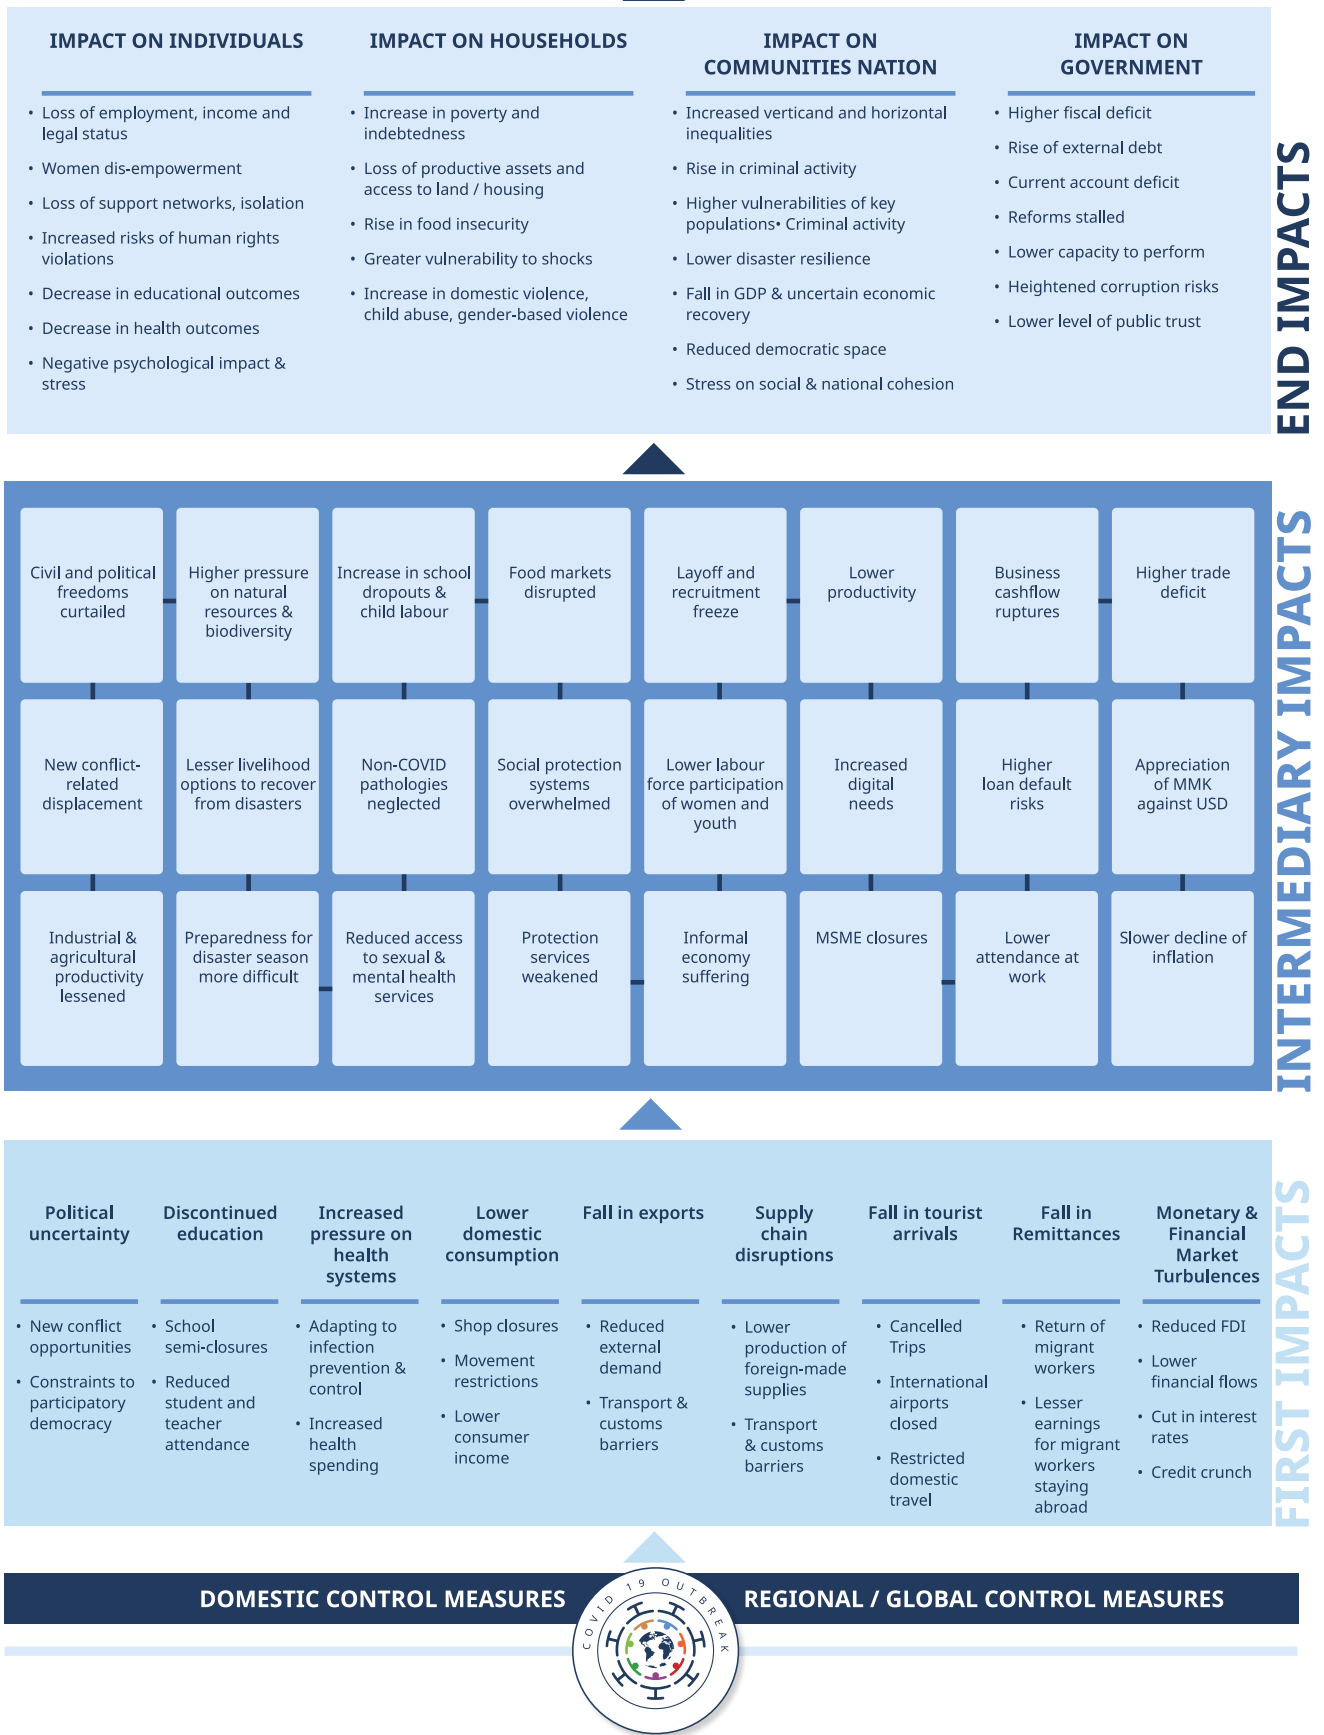 IMPACT ON INDIVIDUALS
• Loss of employment, income and
legal status
• Women dis-empowerment
• Loss of support networks, isolation
• Increased risks of human rights
violations
• Decrease in educational outcomes
• Decrease in health outcomes
• Negative psychological impact &
stress
IMPACT ON HOUSEHOLDS
• Increase in poverty and
indebtedness
• Loss of productive assets and
access to land / housing
• Rise in food insecurity
• Greater vulnerability to shocks
• Increase in domestic violence,
child abuse, gender-based violence
IMPACT ON
COMMUNITIES NATION
• Increased verticand and horizontal
inequalities
• Rise in criminal activity
• Higher vulnerabilities of key
populations• Criminal activity
• Lower disaster resilience
• Fall in GDP & uncertain economic
recovery
• Reduced democratic space
• Stress on social & national cohesion
IMPACT ON
GOVERNMENT
• Higher fiscal deficit
• Rise of external debt
• Current account deficit
• Reforms stalled
• Lower capacity to perform
• Heightened corruption risks
• Lower level of public trust
END IMPACTS
Civil and political
freedoms
curtailed
Higher pressure
on natural
resources &
biodiversity
Increase in school
dropouts &
child labour
Food markets
disrupted
Layoff and
recruitment
freeze
Lower
productivity
Business
cashflow
ruptures
Higher trade
deficit
New conflict-
related
displacement
Lesser livelihood
options to recover
from disasters
Non-COVID
pathologies
neglected
Social protection
systems
overwhelmed
Lower labour
force participation
of women and
youth
Increased
digital
needs
Higher
loan default
risks
Appreciation
of MMK
against USD
Industrial &
agricultural
productivity
lessened
Preparedness for
disaster season
more difficult
Reduced access
to sexual &
mental health
services
Protection
services
weakened
Informal
economy
suffering
MSME closures
Lower
attendance at
work
Slower decline of
inflation
INTERMEDIARY IMPACTS
Political
uncertainty
• New conflict
opportunities
• Constraints to
participatory
democracy
Discontinued
education
• School
semi-closures
• Reduced
student and
teacher
attendance
Increased
pressure on
health
systems
• Adapting to
infection
prevention &
control
• Increased
health
spending
Lower
domestic
consumption
• Shop closures
• Movement
restrictions
• Lower
consumer
income
Fall in exports
• Reduced
external
demand
• Transport &
customs
barriers
Supply
chain
disruptions
• Lower
production of
foreign-made
supplies
• Transport
& customs
barriers
Fall in tourist
arrivals
• Cancelled
Trips
• International
airports
closed
• Restricted
domestic
travel
Fall in
Remittances
• Return of
migrant
workers
• Lesser
earnings
for migrant
workers
staying
abroad
Monetary &
Financial
Market
Turbulences
• Reduced FDI
• Lower
financial flows
• Cut in interest
rates
• Credit crunch
FIRST IMPACTS
DOMESTIC CONTROL MEASURES
COVID 19 OUTBREAK
REGIONAL / GLOBAL CONTROL MEASURES